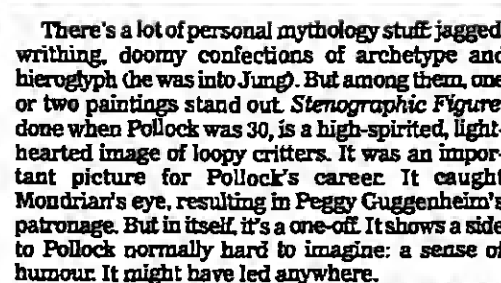 There's a lot of personal mythology stuff: jagged
writhing, doomy confections of archetype and
hieroglyph (he was into Jung). But among them, one
or two paintings stand out. Stenographic Figure
done when Pollock was 30, is a high-spirited, light-
hearted image of loopy critters. It was an impor-
tant picture for Pollock's career. It caught
Mondrian's eye, resulting in Peggy Guggenheim's
patronage. But in itself, it's a one-off. It shows a side
to Pollock normally hard to imagine: a sense of
humour. It might have led anywhere.